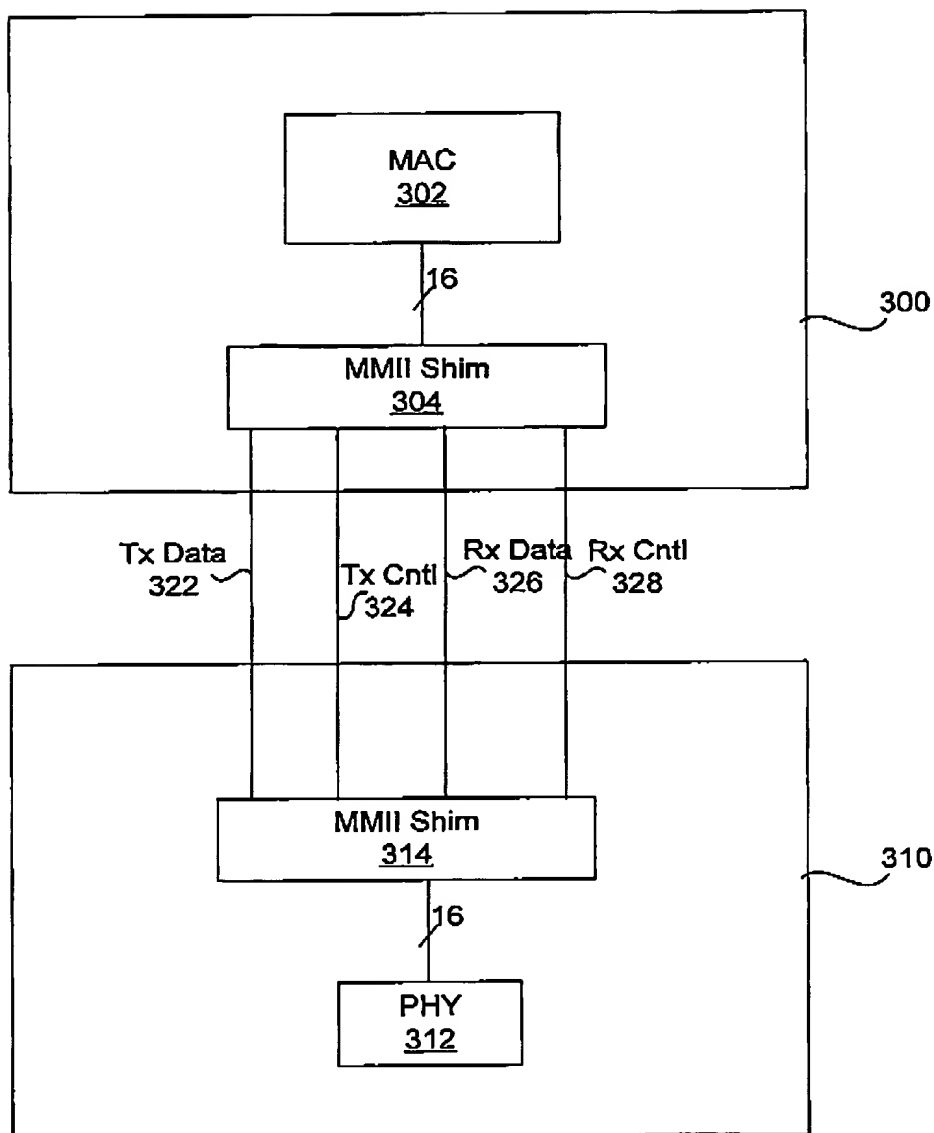 MAC
302
16
300
MMII Shim
304
Tx Data
322
Tx Cntl
324
Rx Data
326
Rx Cntl
328
MMII Shim
314
310
16
PHY
312